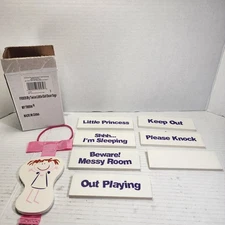 Little Princess
Keep Out
Shhh...
I'm Sleeping
Please Knock
Beware!
Messy Room
Out Playing